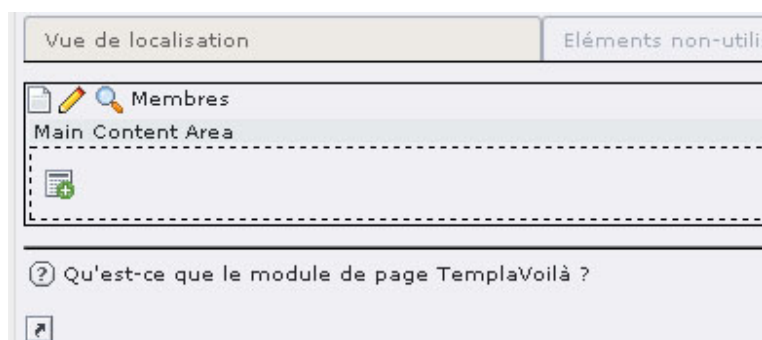 Vue de localisation
Eléments non-utili
Membres
Main Content Area
Qu'est-ce que le module de page TemplaVoilà ?